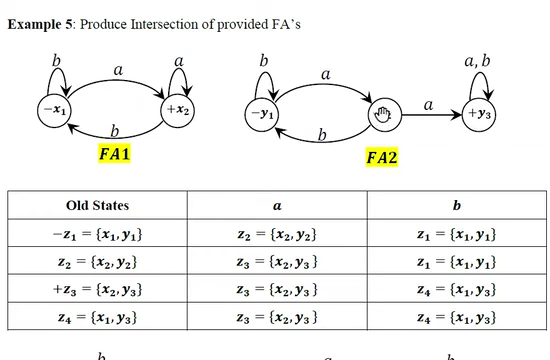 Example 5: Produce Intersection of provided FA's
b a a b a a, b
−x₁ +x₂ −y₁ a +y₃
b b
FA1 FA2
Old States a b
−z₁ = {x₁, y₁} z₂ = {x₂, y₂} z₁ = {x₁, y₁}
z₂ = {x₂, y₂} z₃ = {x₂, y₃ } z₁ = {x₁, y₁}
+z₃ = {x₂, y₃} z₃ = {x₂, y₃ } z₄ = {x₁, y₃}
z₄ = {x₁, y₃} z₃ = {x₂, y₃ } z₄ = {x₁, y₃}